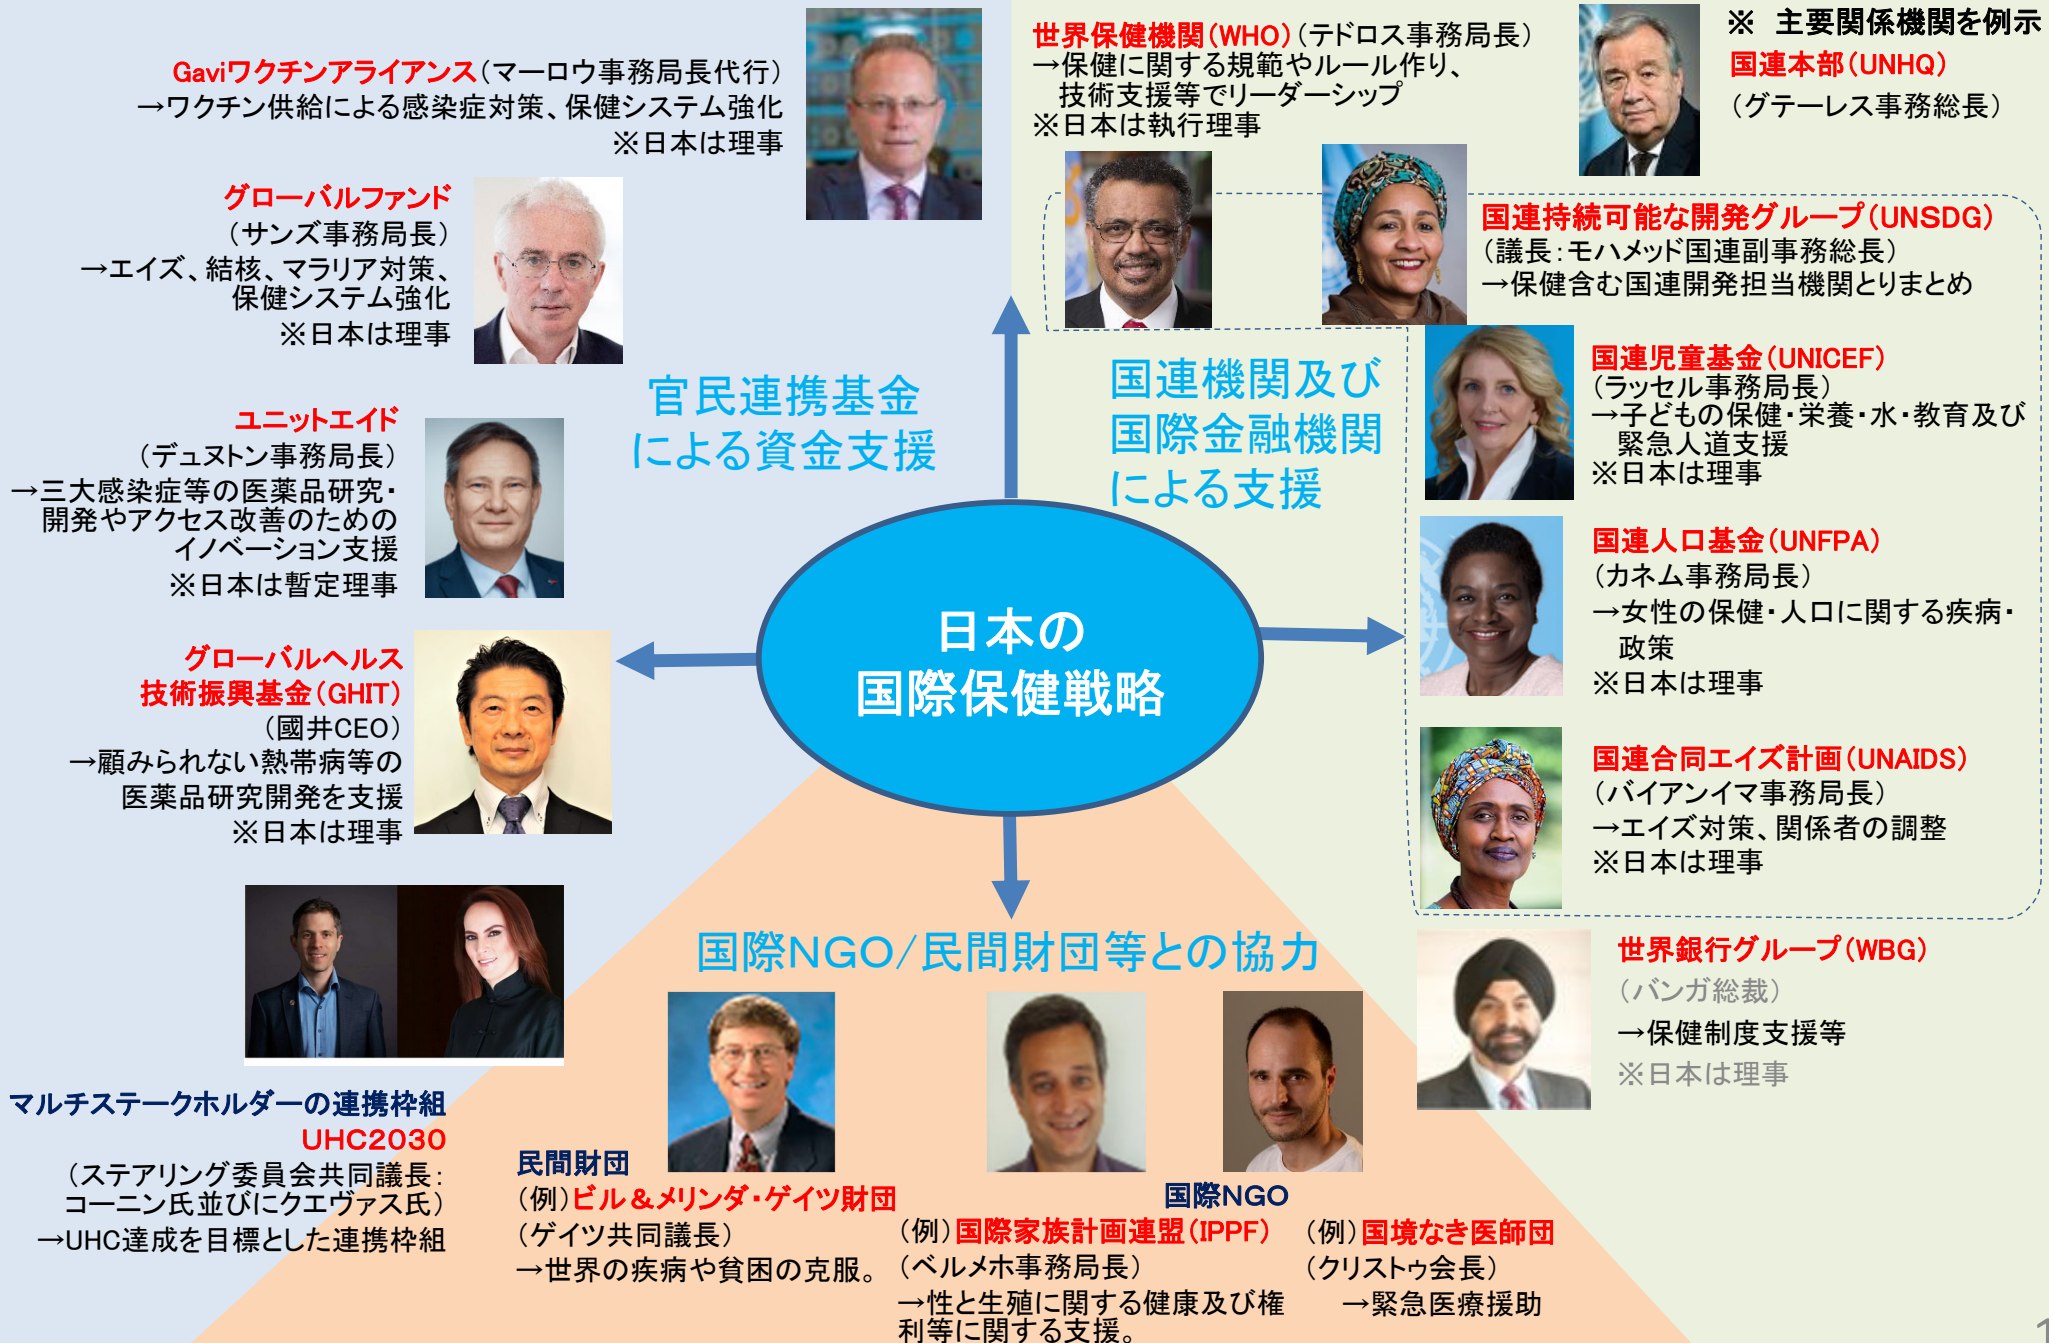 Gaviワクチンアライアンス(マーロウ事務局長代行)
→ワクチン供給による感染症対策、保健システム強化
※日本は理事
グローバルファンド
(サンズ事務局長)
→エイズ、結核、マラリア対策、
保健システム強化
※日本は理事
ユニットエイド
(デュヌトン事務局長)
→三大感染症等の医薬品研究・
開発やアクセス改善のための
イノベーション支援
※日本は暫定理事
グローバルヘルス
技術振興基金(GHIT)
(國井CEO)
→顧みられない熱帯病等の
医薬品研究開発を支援
※日本は理事
官民連携基金
による資金支援
世界保健機関(WHO)(テドロス事務局長)
→保健に関する規範やルール作り、
技術支援等でリーダーシップ
※日本は執行理事
※ 主要関係機関を例示
国連本部(UNHQ)
(グテーレス事務総長)
国連持続可能な開発グループ(UNSDG)
(議長:モハメッド国連副事務総長)
→保健含む国連開発担当機関とりまとめ
国連機関及び
国際金融機関
による支援
国連児童基金(UNICEF)
(ラッセル事務局長)
→子どもの保健・栄養・水・教育及び
緊急人道支援
※日本は理事
国連人口基金(UNFPA)
(カネム事務局長)
→女性の保健・人口に関する疾病・
政策
※日本は理事
国連合同エイズ計画(UNAIDS)
(バイアンイマ事務局長)
→エイズ対策、関係者の調整
※日本は理事
世界銀行グループ(WBG)
(バンガ総裁)
→保健制度支援等
※日本は理事
日本の
国際保健戦略
国際NGO/民間財団等との協力
マルチステークホルダーの連携枠組
UHC2030
(ステアリング委員会共同議長:
コーニン氏並びにクエヴァス氏)
→UHC達成を目標とした連携枠組
民間財団
(例)ビル&メリンダ・ゲイツ財団
(ゲイツ共同議長)
→世界の疾病や貧困の克服。
国際NGO
(例)国際家族計画連盟(IPPF)
(ベルメホ事務局長)
→性と生殖に関する健康及び権
利等に関する支援。
(例)国境なき医師団
(クリストゥ会長)
→緊急医療援助